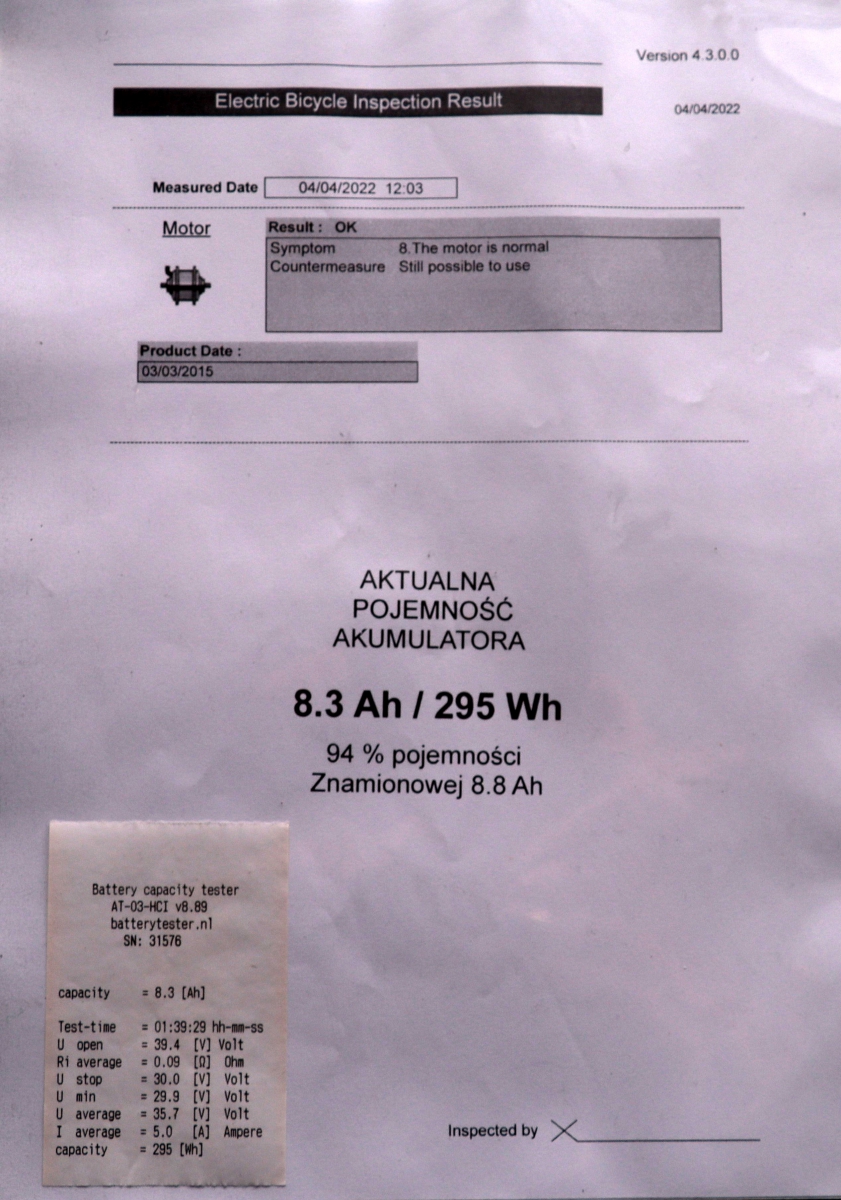 Version 4.3.0.0
Electric Bicycle Inspection Result
04/04/2022
Measured Date 04/04/2022 12:03
Motor
Result : OK
Symptom 8.The motor is normal
Countermeasure Still possible to use
Product Date :
03/03/2015
AKTUALNA
POJEMNOŚĆ
AKUMULATORA
8.3 Ah / 295 Wh
94 % pojemności
Znamionowej 8.8 Ah
Battery capacity tester
AT-03-HCI v8.89
batterytester.nl
SN: 31576
capacity = 8.3 [Ah]
Test-time = 01:39:29 hh-mm-ss
U open = 39.4 [V] Volt
Ri average = 0.09 [Ω] Ohm
U stop = 30.0 [V] Volt
U min = 29.9 [V] Volt
U average = 35.7 [V] Volt
I average = 5.0 [A] Ampere
capacity = 295 [Wh]
Inspected by